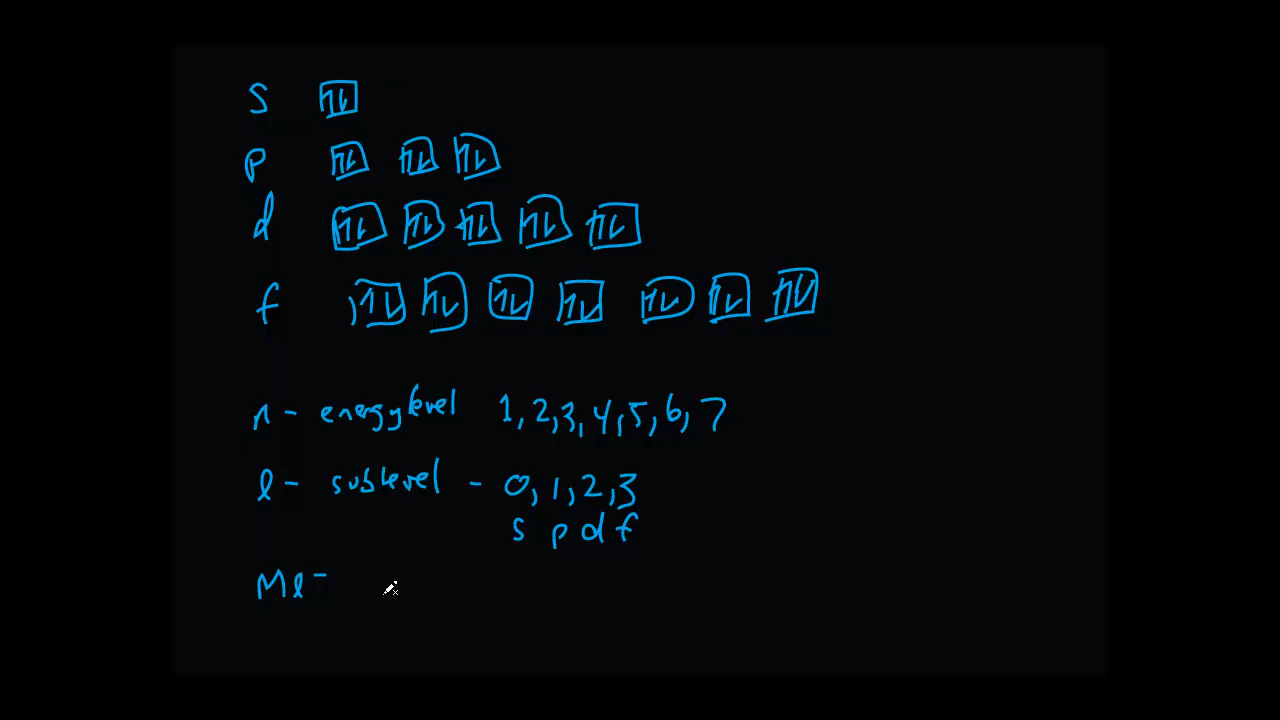 s ⥮
p ⥮ ⥮ ⥮
d ⥮ ⥮ ⥮ ⥮ ⥮
f ⥮ ⥮ ⥮ ⥮ ⥮ ⥮ ⥮
n - energy level 1, 2, 3, 4, 5, 6, 7
l - sublevel - 0, 1, 2, 3
s p d f
Ml -